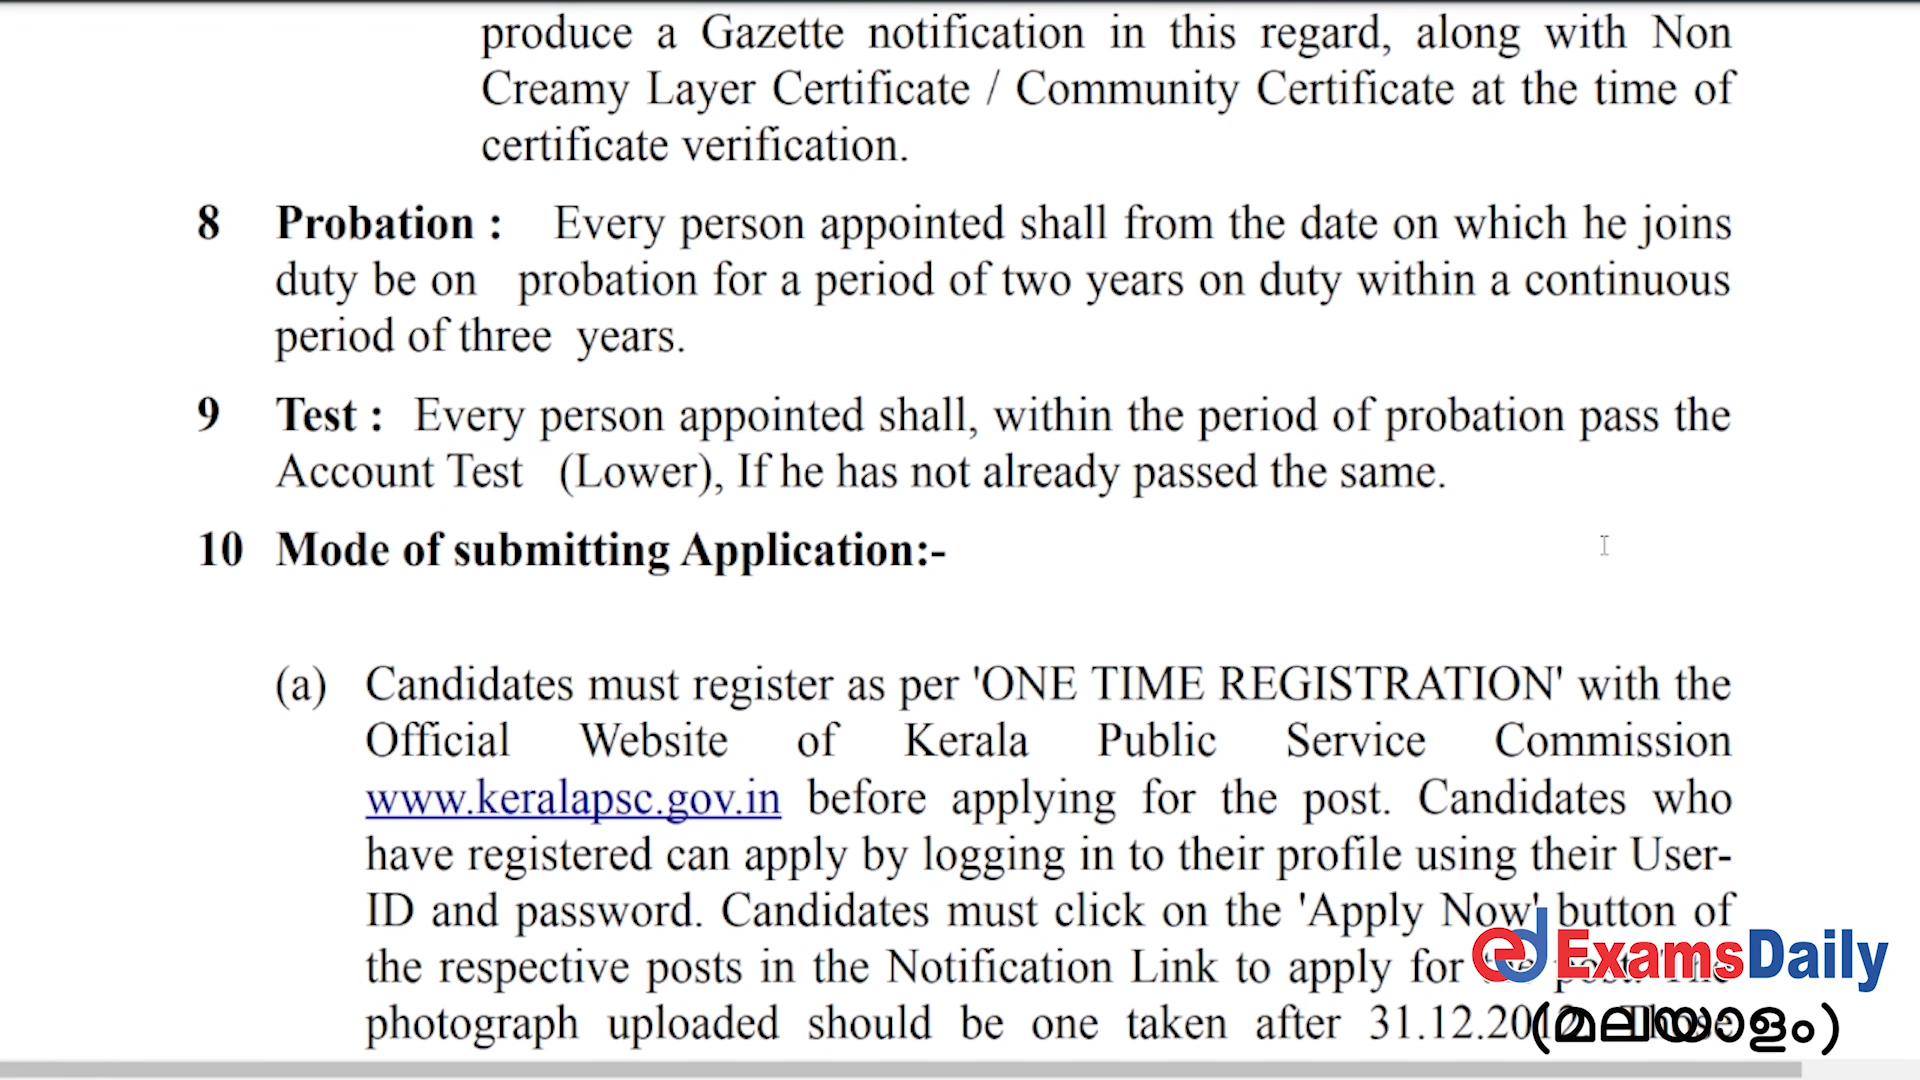 produce a Gazette notification in this regard, along with Non
Creamy Layer Certificate / Community Certificate at the time of
certificate verification.
8 Probation : Every person appointed shall from the date on which he joins
duty be on probation for a period of two years on duty within a continuous
period of three years.
9 Test : Every person appointed shall, within the period of probation pass the
Account Test (Lower), If he has not already passed the same.
10 Mode of submitting Application:-
(a) Candidates must register as per 'ONE TIME REGISTRATION' with the
Official Website of Kerala Public Service Commission
www.keralapsc.gov.in before applying for the post. Candidates who
have registered can apply by logging in to their profile using their User-
ID and password. Candidates must click on the 'Apply Now' button of
the respective posts in the Notification Link to apply for
photograph uploaded should be one taken after
ExamsDaily
(മലയാളം)